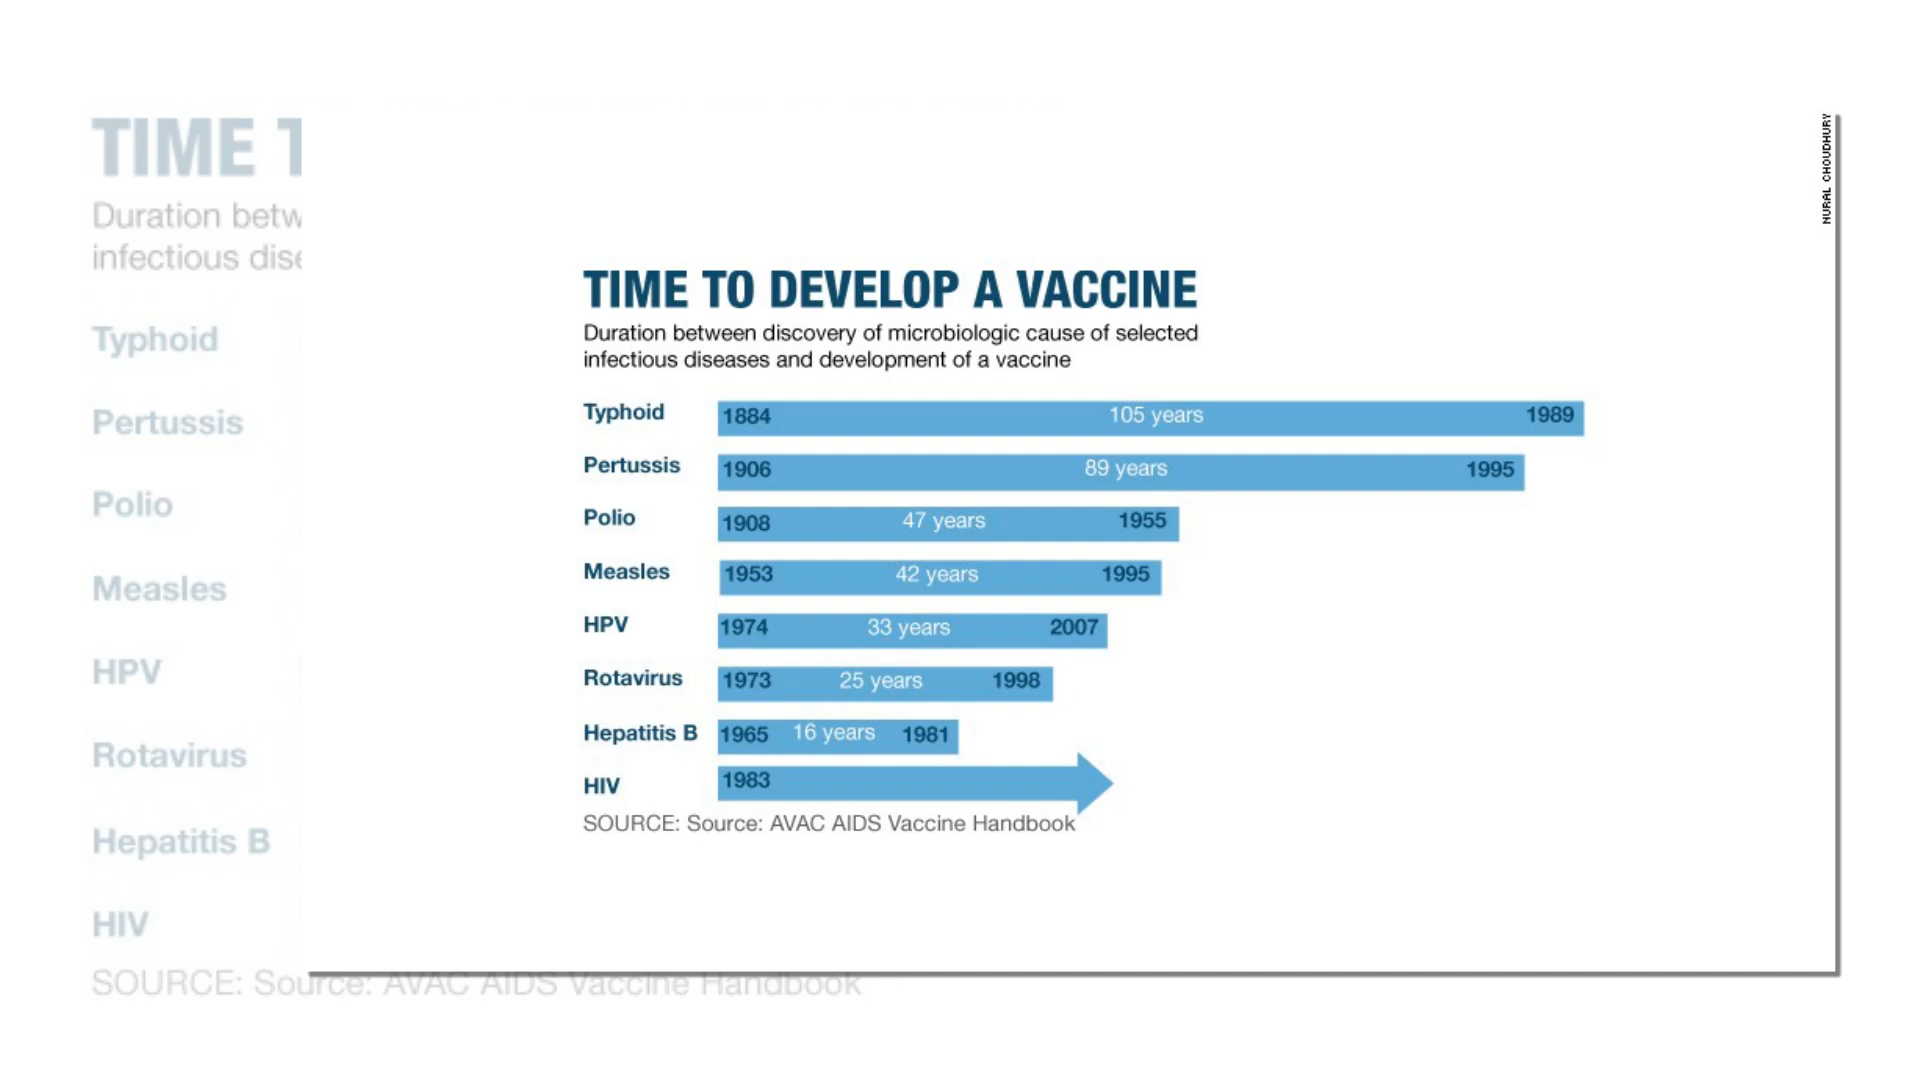 TIME T
Duration betw
infectious dise
Typhoid
Pertussis
Polio
Measles
HPV
Rotavirus
Hepatitis B
HIV
SOURCE: Source: AVAC AIDS Vaccine Handbook
NURAL CHOUDHURY
TIME TO DEVELOP A VACCINE
Duration between discovery of microbiologic cause of selected
infectious diseases and development of a vaccine
Typhoid 1884 105 years 1989
Pertussis 1906 89 years 1995
Polio 1908 47 years 1955
Measles 1953 42 years 1995
HPV 1974 33 years 2007
Rotavirus 1973 25 years 1998
Hepatitis B 1965 16 years 1981
HIV 1983
SOURCE: Source: AVAC AIDS Vaccine Handbook